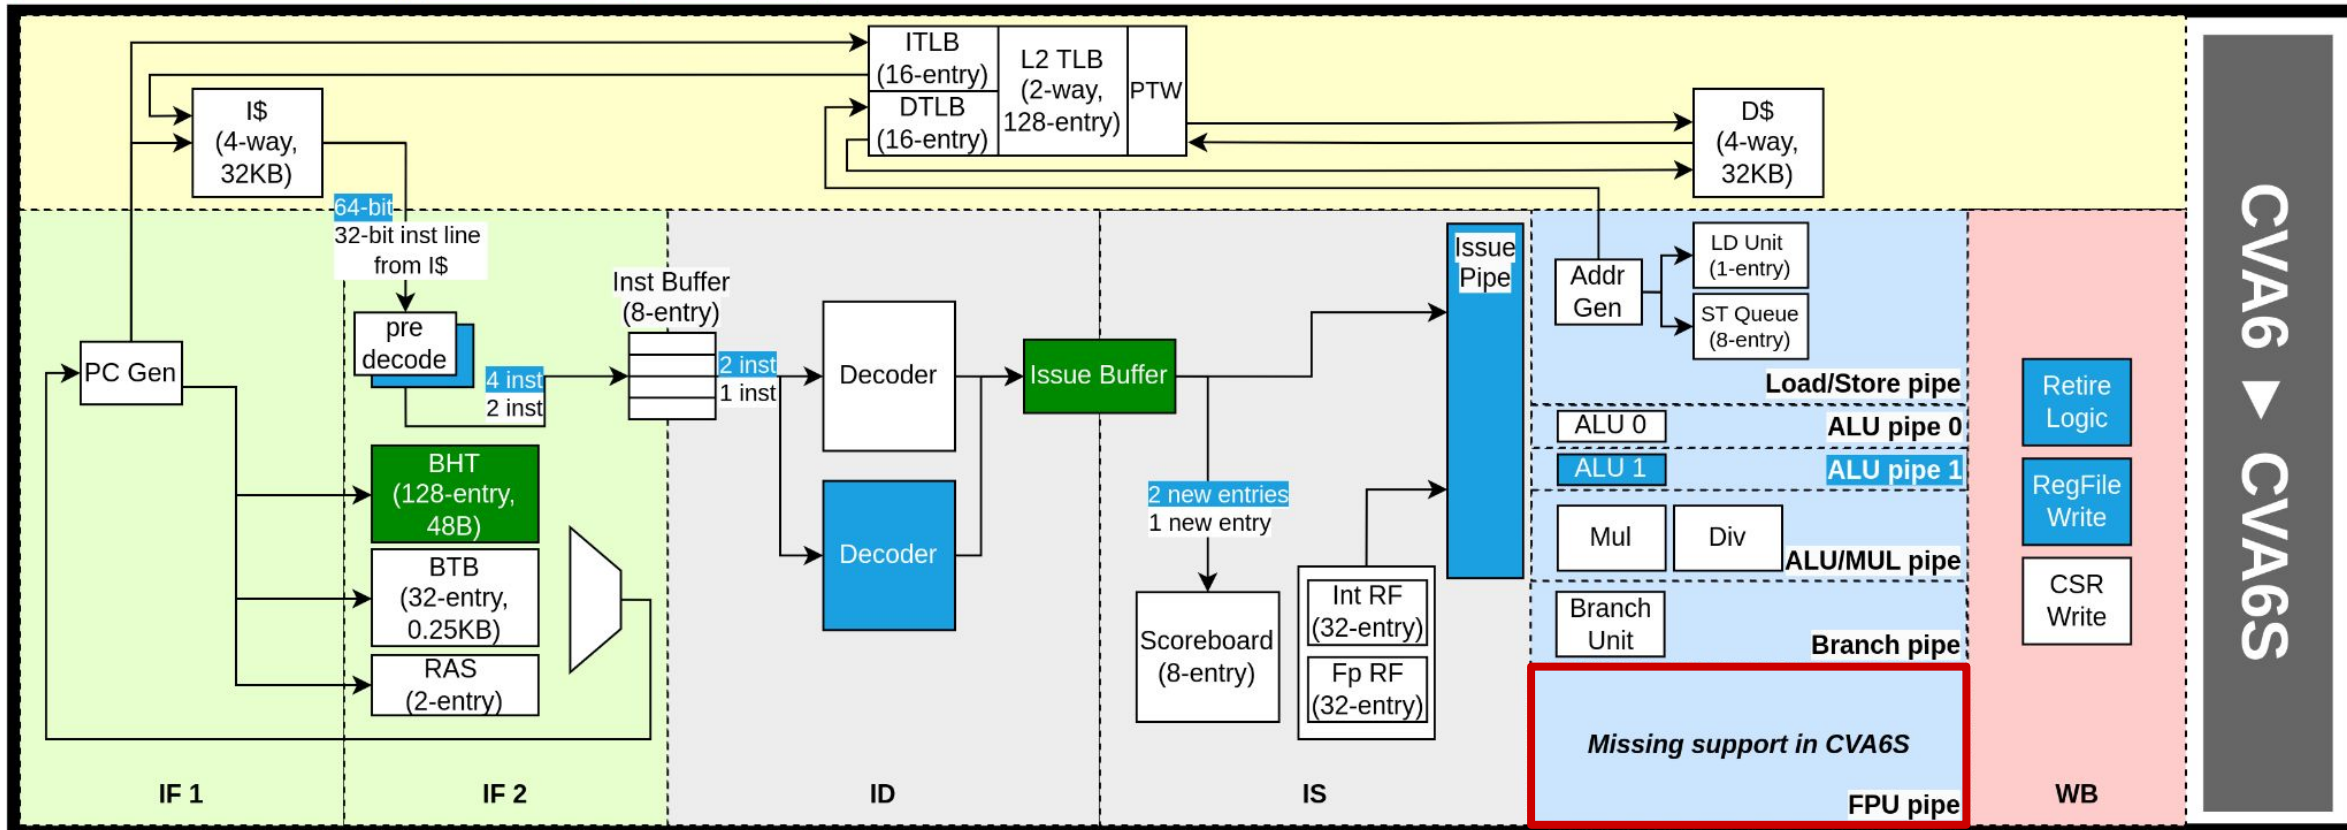 ITLB
(16-entry)
DTLB
(16-entry)
L2 TLB
(2-way,
128-entry)
PTW
I$
(4-way,
32KB)
D$
(4-way,
32KB)
64-bit
32-bit inst line
from I$
PC Gen
pre
decode
4 inst
2 inst
BHT
(128-entry,
48B)
BTB
(32-entry,
0.25KB)
RAS
(2-entry)
IF 1
IF 2
Inst Buffer
(8-entry)
2 inst
1 inst
Decoder
Decoder
ID
Issue Buffer
2 new entries
1 new entry
Scoreboard
(8-entry)
Int RF
(32-entry)
Fp RF
(32-entry)
Issue
Pipe
IS
Addr
Gen
LD Unit
(1-entry)
ST Queue
(8-entry)
Load/Store pipe
ALU 0
ALU pipe 0
ALU 1
ALU pipe 1
Mul
Div
ALU/MUL pipe
Branch
Unit
Branch pipe
Missing support in CVA6S
FPU pipe
Retire
Logic
RegFile
Write
CSR
Write
WB
CVA6 ▶ CVA6S